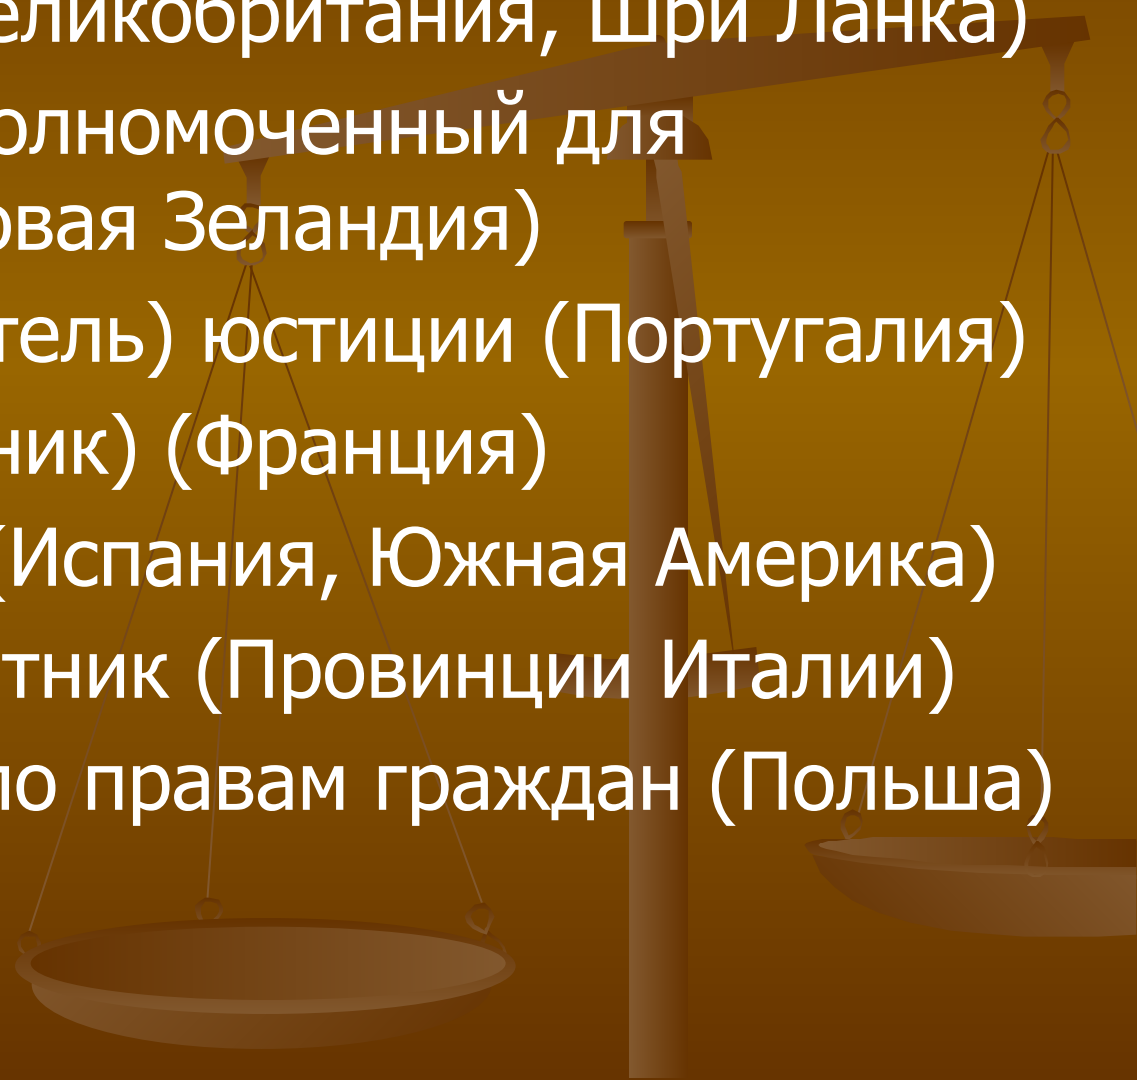 еликобритания, Шри Ланка)
олномоченный для
овая Зеландия)
тель) юстиции (Португалия)
ник) (Франция)
(Испания, Южная Америка)
тник (Провинции Италии)
по правам граждан (Польша)